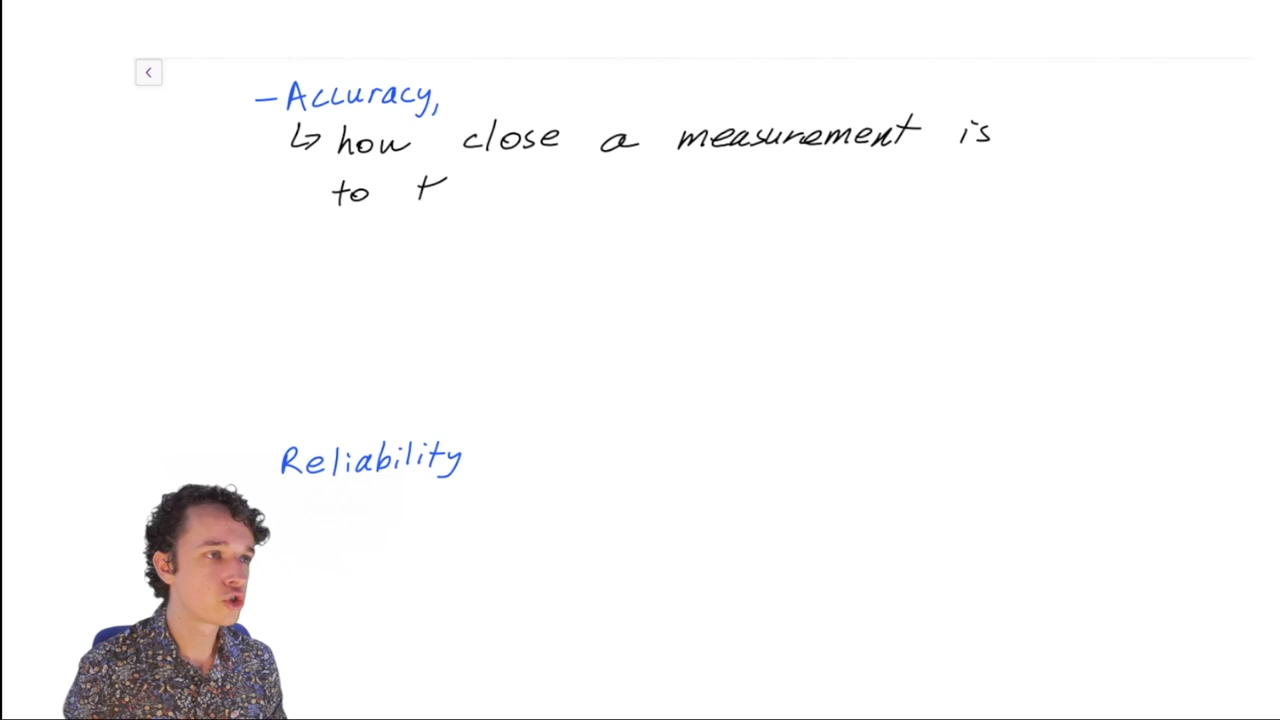 – Accuracy,
↳ how close a measurement is
to t
Reliability